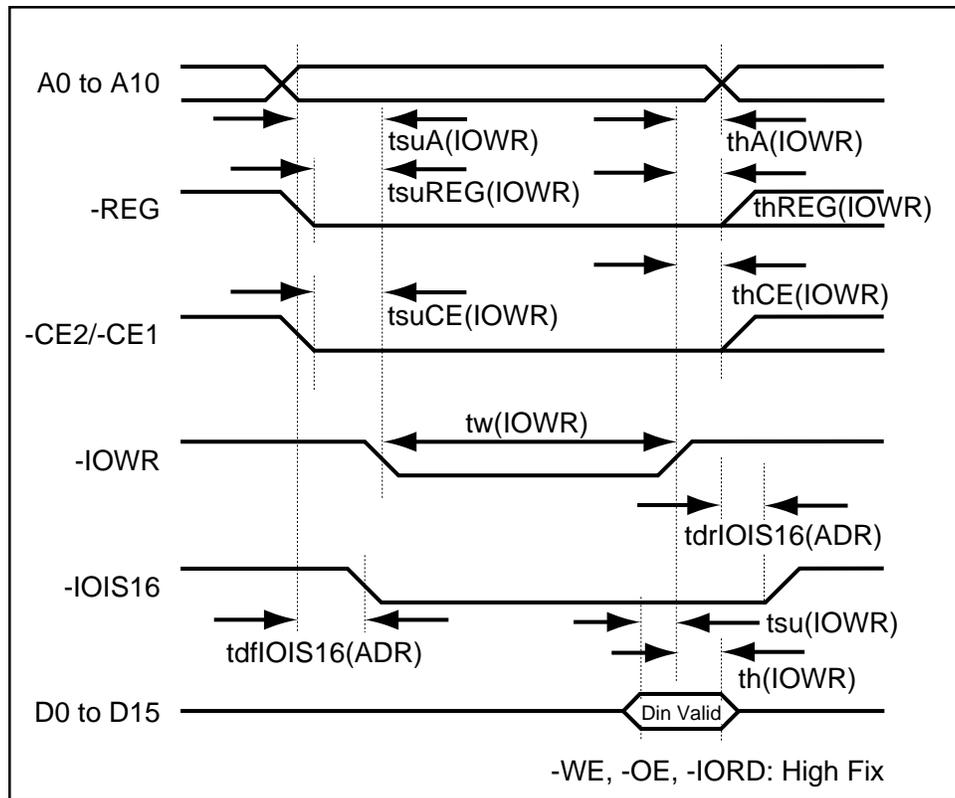 A0 to A10
tsuA(IOWR)
thA(IOWR)
tsuREG(IOWR)
-REG
thREG(IOWR)
thCE(IOWR)
tsuCE(IOWR)
-CE2/-CE1
tw(IOWR)
-IOWR
tdrIOIS16(ADR)
-IOIS16
tsu(IOWR)
tdfIOIS16(ADR)
th(IOWR)
D0 to D15
Din Valid
-WE, -OE, -IORD: High Fix